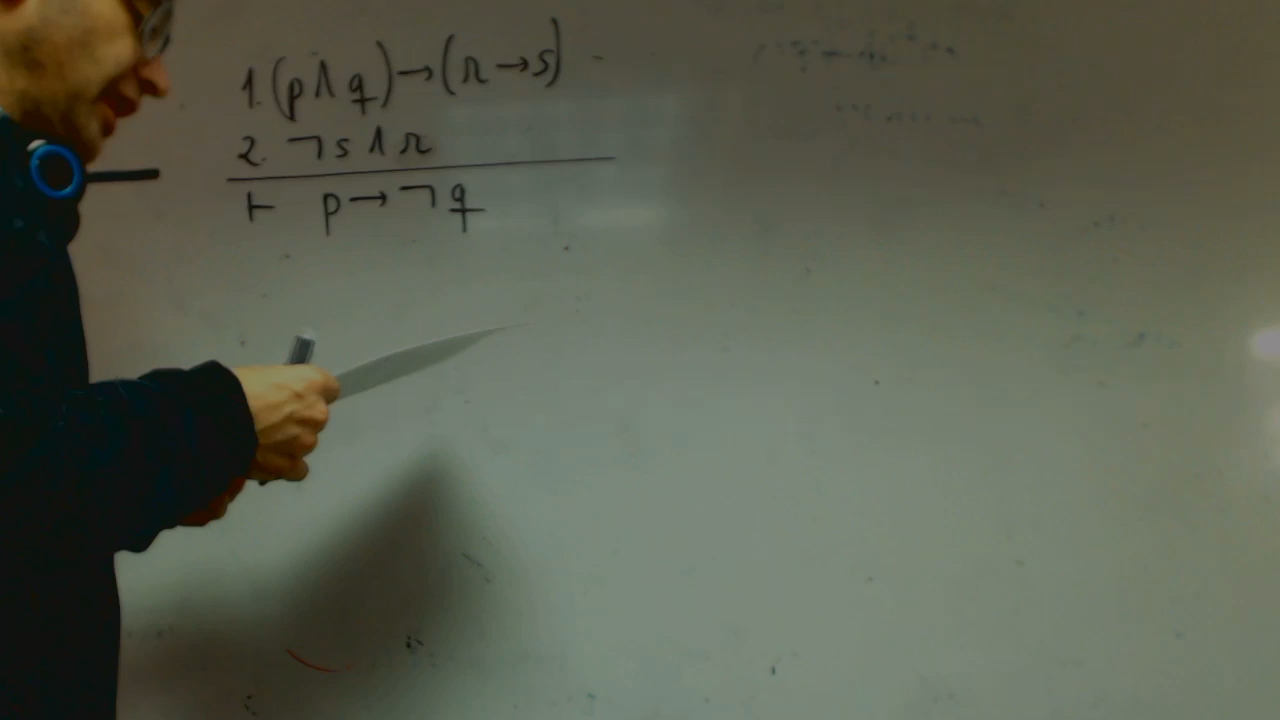 1. (p ∧ q) → (r → s)
2. ¬ s ∧ r
⊢ p → ¬ q